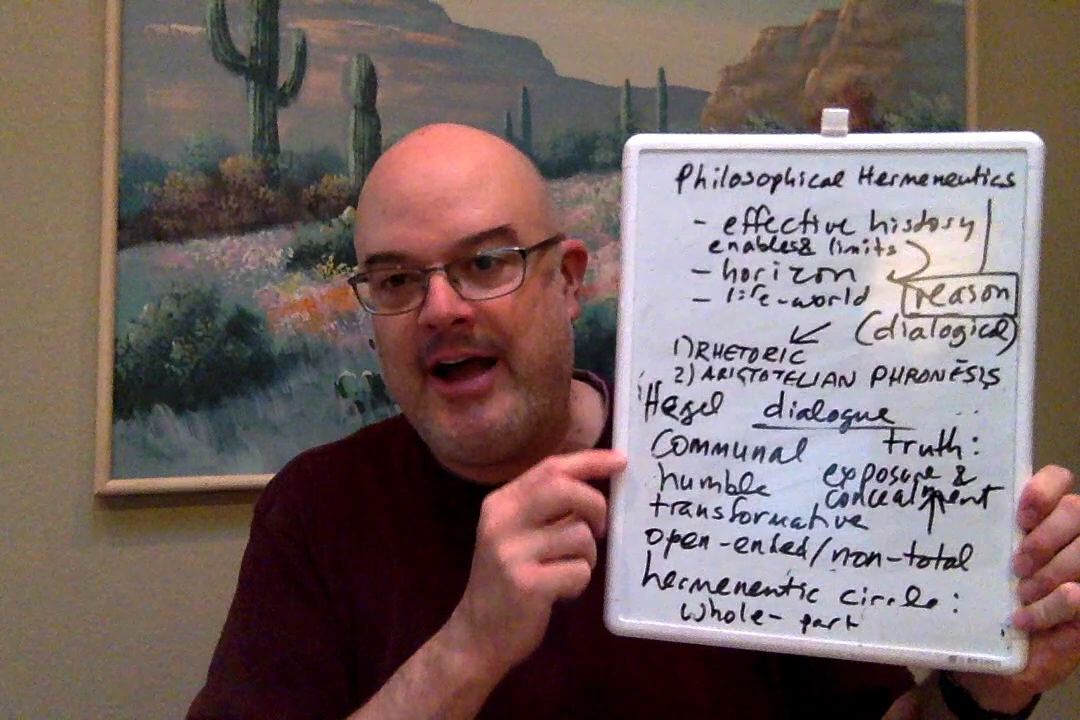 Philosophical Hermeneutics
- effective history
enables & limits
- horizon
- life-world
reason
(dialogical)
1) RHETORIC
2) ARISTOTELIAN PHRONĒSIS
Hegel dialogue
Communal truth:
humble exposure &
concealment
transformative
open-ended/non-total
hermeneutic circle:
whole-part